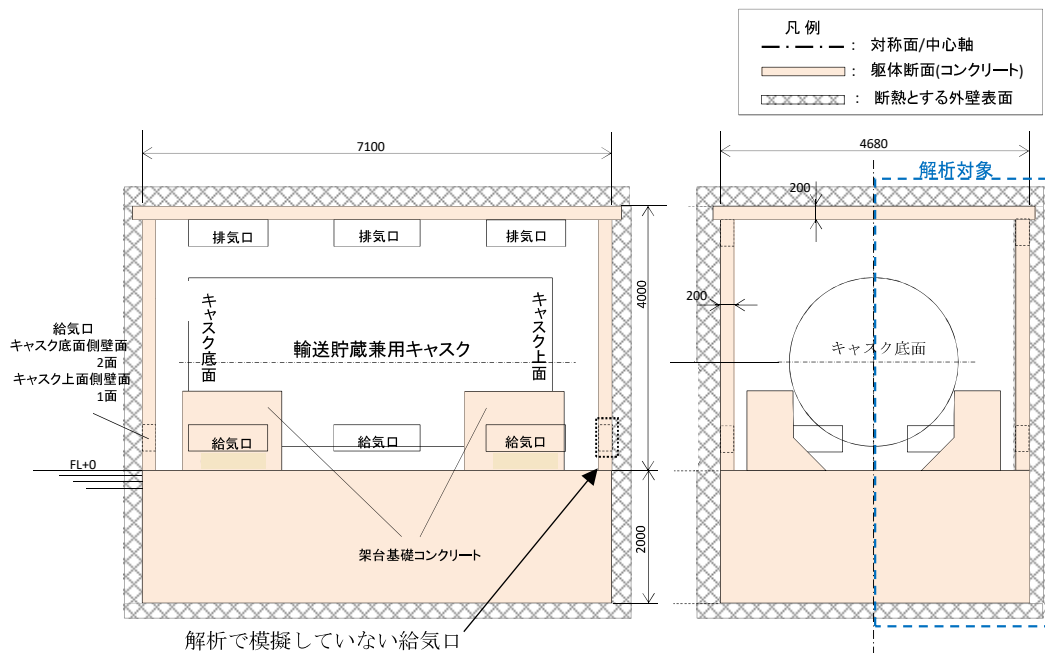 凡例
: 対称面/中心軸
: 躯体断面(コンクリート)
: 断熱とする外壁表面
7100
4680
解析対象
200
排気口
排気口
排気口
4000
200
キャスク底面
キャスク上面
輸送貯蔵兼用キャスク
キャスク底面
給気口
キャスク底面側壁面
2面
キャスク上面側壁面
1面
給気口
給気口
給気口
FL+0
2000
架台基礎コンクリート
解析で模擬していない給気口